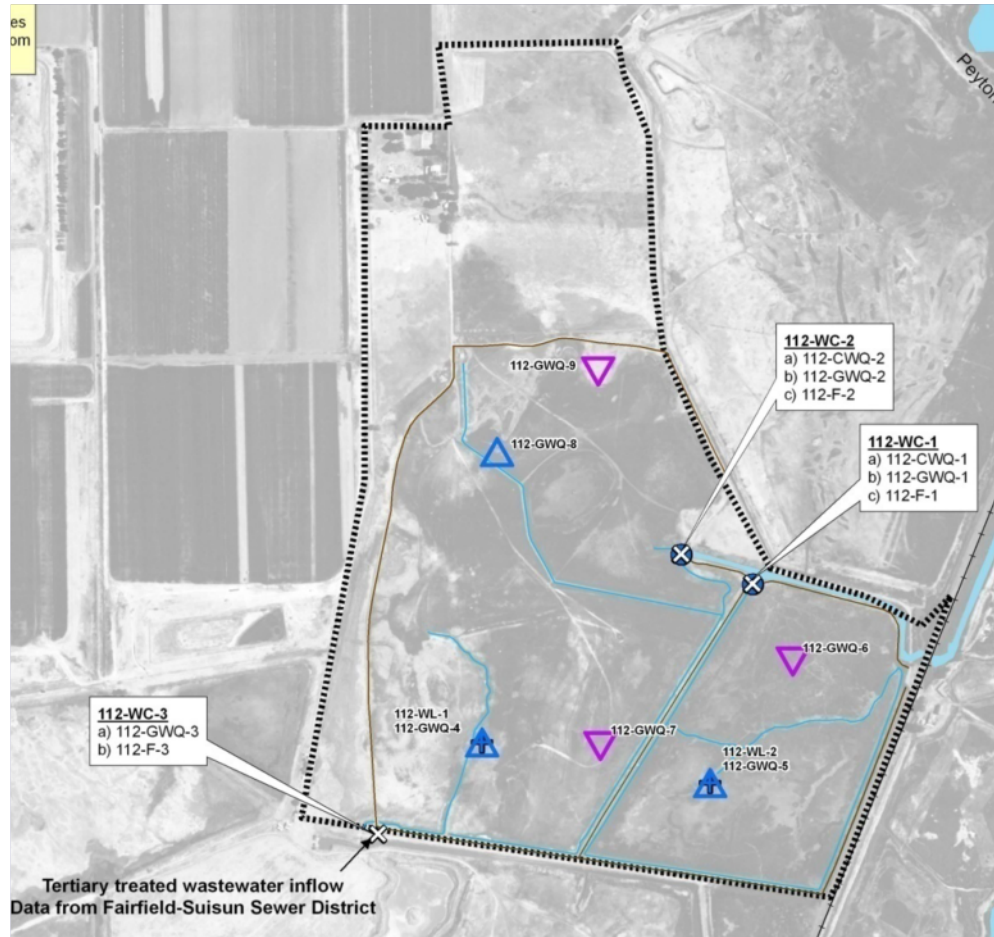 es
om
Peyton
112-WC-2
a) 112-CWQ-2
b) 112-GWQ-2
c) 112-F-2
112-GWQ-9
112-WC-1
a) 112-CWQ-1
b) 112-GWQ-1
c) 112-F-1
112-GWQ-8
112-GWQ-6
112-WC-3
a) 112-GWQ-3
b) 112-F-3
112-WL-1
112-GWQ-4
112-GWQ-7
112-WL-2
112-GWQ-5
Tertiary treated wastewater inflow
Data from Fairfield-Suisun Sewer District